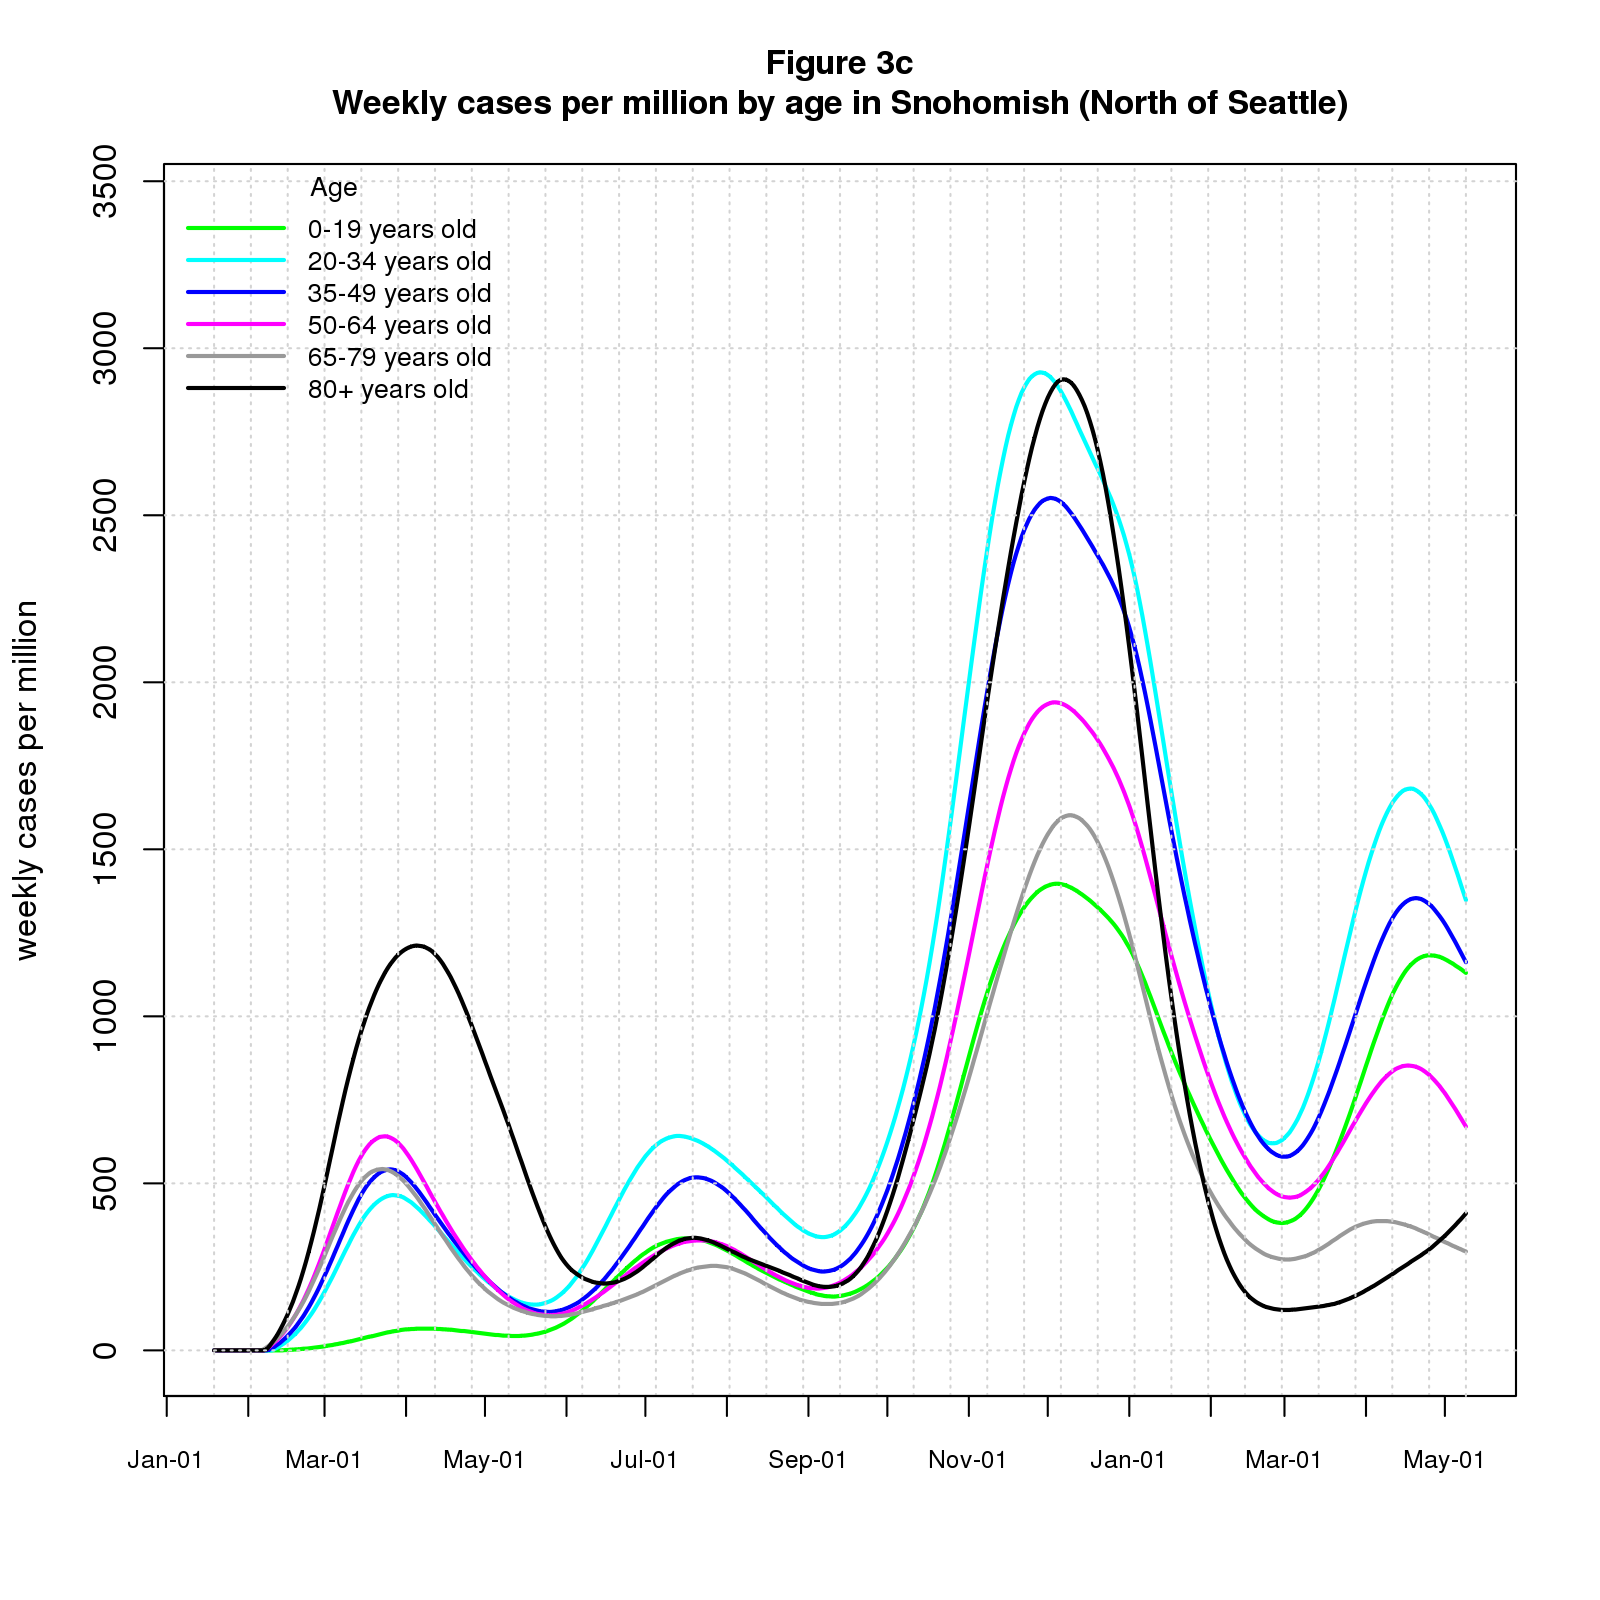 Figure 3c
Weekly cases per million by age in Snohomish (North of Seattle)
weekly cases per million
3500
3000
2500
2000
1500
1000
500
0
Age
0-19 years old
20-34 years old
35-49 years old
50-64 years old
65-79 years old
80+ years old
Jan-01 Mar-01 May-01 Jul-01 Sep-01 Nov-01 Jan-01 Mar-01 May-01